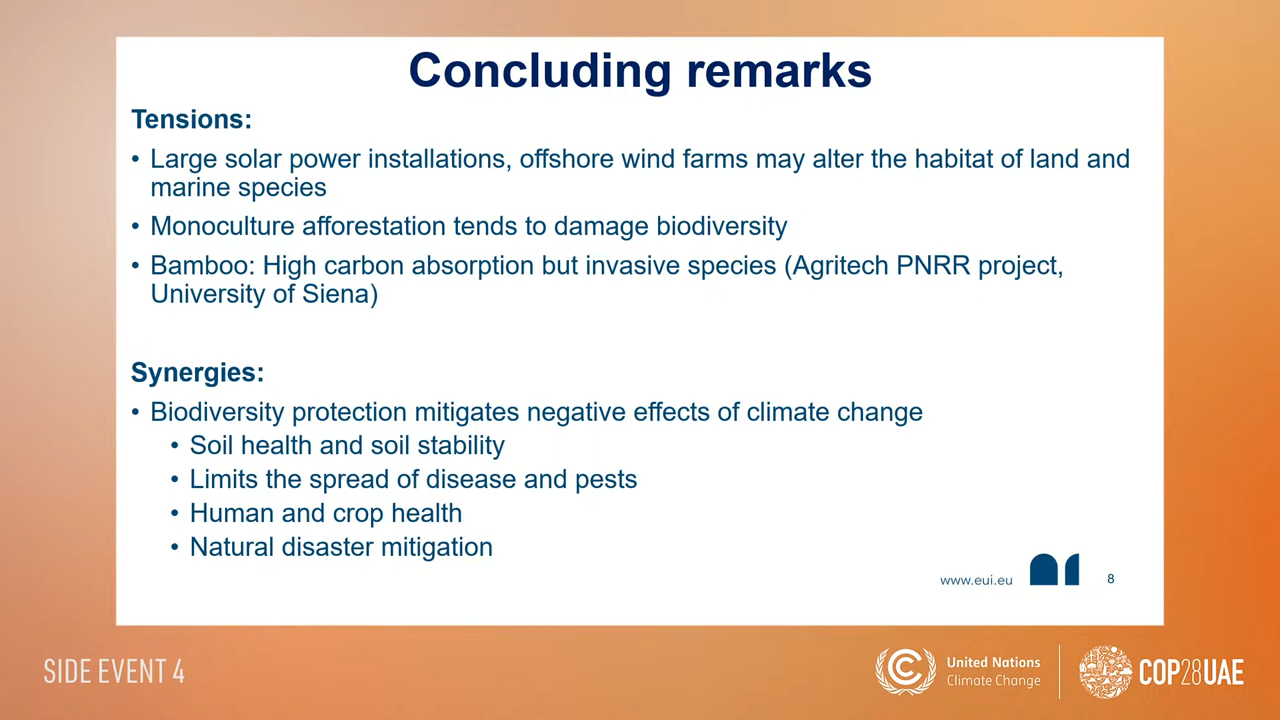 Concluding remarks
Tensions:
• Large solar power installations, offshore wind farms may alter the habitat of land and
marine species
• Monoculture afforestation tends to damage biodiversity
• Bamboo: High carbon absorption but invasive species (Agritech PNRR project,
University of Siena)
Synergies:
• Biodiversity protection mitigates negative effects of climate change
• Soil health and soil stability
• Limits the spread of disease and pests
• Human and crop health
• Natural disaster mitigation
www.eui.eu
8
SIDE EVENT 4
United Nations
Climate Change
COP28UAE